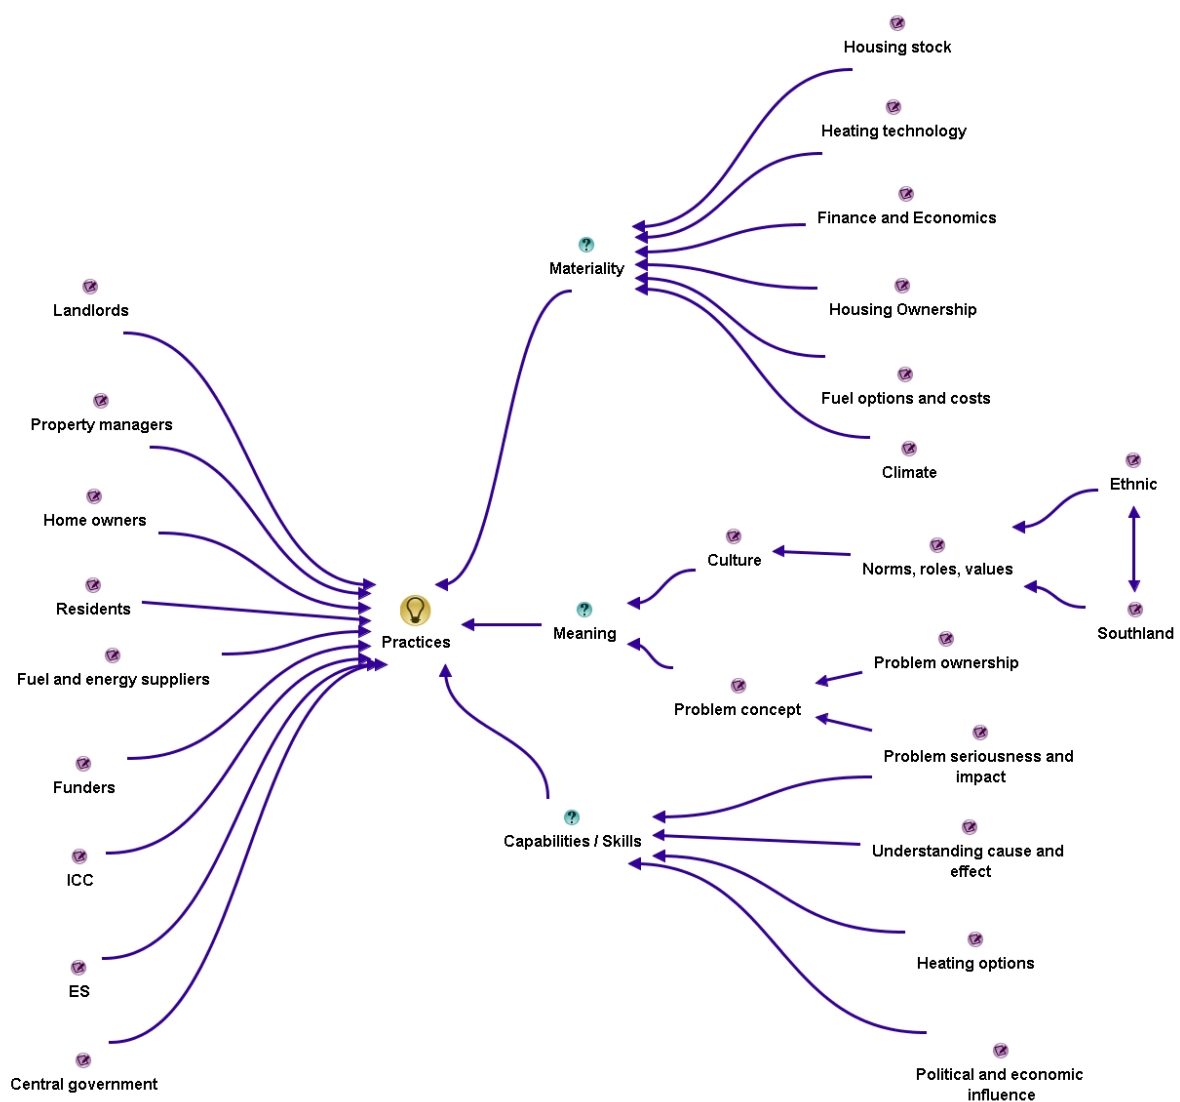 Housing stock
Heating technology
Finance and Economics
Materiality
Landlords
Housing Ownership
Fuel options and costs
Property managers
Climate
Ethnic
Home owners
Culture
Norms, roles, values
Residents
Meaning
Southland
Practices
Problem ownership
Fuel and energy suppliers
Problem concept
Problem seriousness and
impact
Funders
Capabilities / Skills
Understanding cause and
effect
ICC
Heating options
ES
Central government
Political and economic
influence